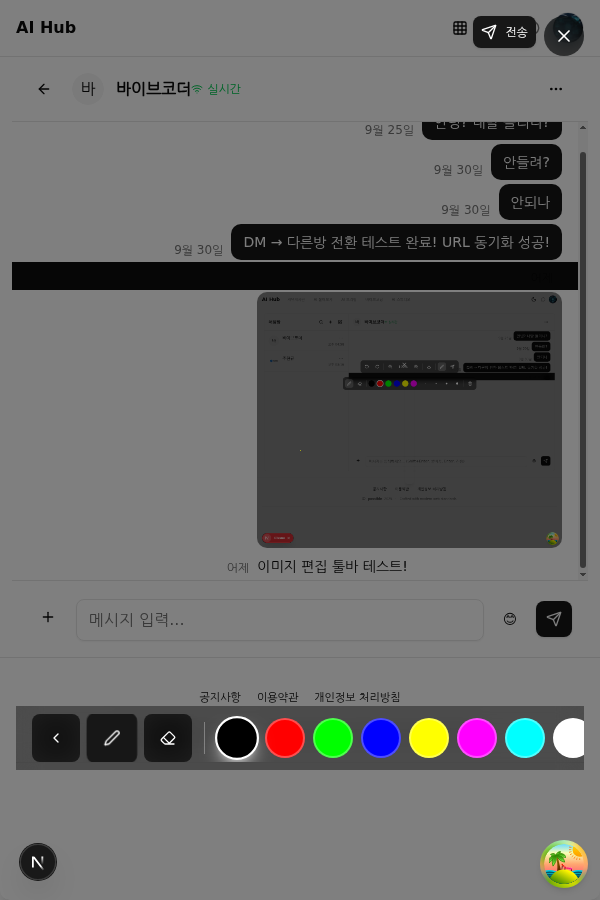 AI Hub
전송
바
바이브코더
실시간
9월 25일
9월 30일
안들려?
9월 30일
안되나
9월 30일
DM → 다른방 전환 테스트 완료! URL 동기화 성공!
AI Hub
어제
이미지 편집 툴바 테스트!
메시지 입력...
공지사항 이용약관 개인정보 처리방침
N